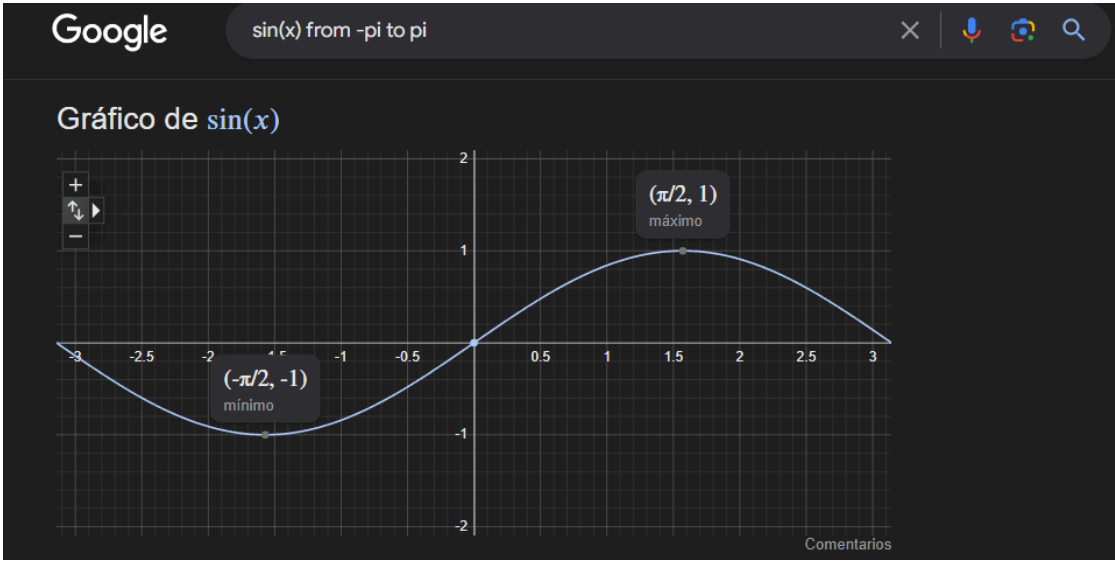 Google
sin(x) from -pi to pi
Gráfico de sin(x)
2
(π/2, 1)
máximo
1
-3 -2.5 -2 -1 -0.5 0.5 1 1.5 2 2.5 3
(-π/2, -1)
mínimo
-1
-2
Comentarios